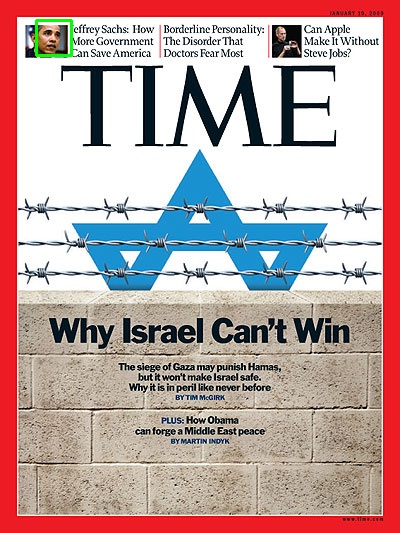 JANUARY 19, 2009
Jeffrey Sachs: How
More Government
Can Save America
Borderline Personality:
The Disorder That
Doctors Fear Most
Can Apple
Make It Without
Steve Jobs?
TIME
Why Israel Can't Win
The siege of Gaza may punish Hamas,
but it won't make Israel safe.
Why it is in peril like never before
BY TIM McGIRK
PLUS: How Obama
can forge a Middle East peace
BY MARTIN INDYK
www.time.com